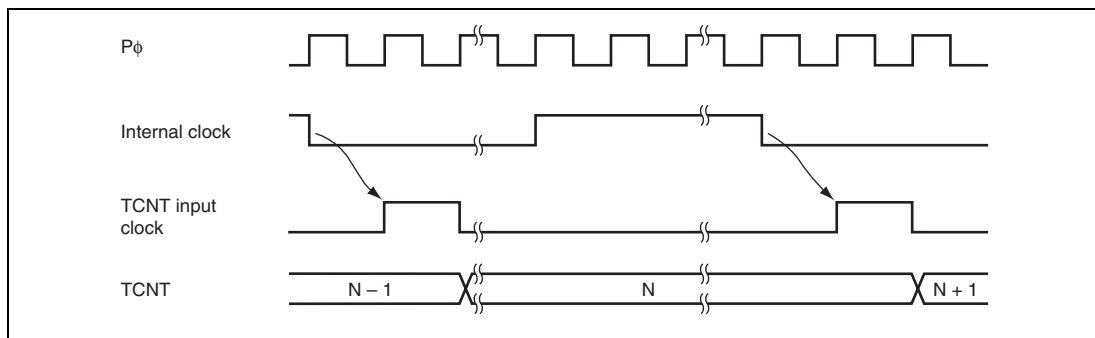 Pϕ
Internal clock
TCNT input
clock
TCNT
N – 1
N
N + 1